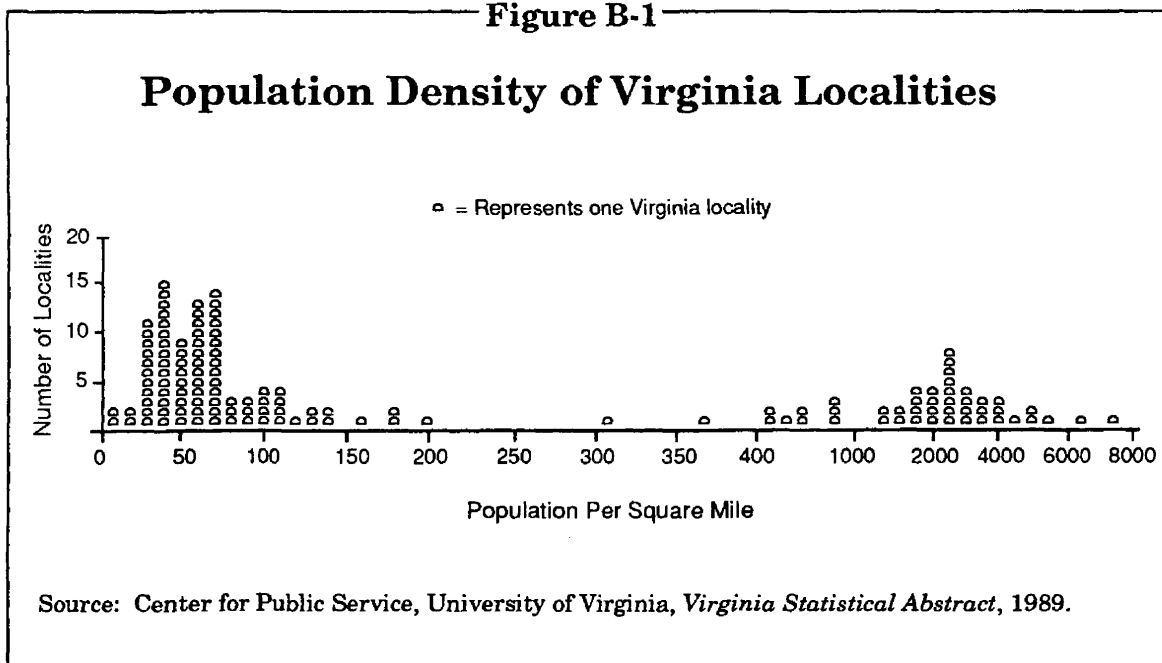 Figure B-1
Population Density of Virginia Localities
= Represents one Virginia locality
Number of Localities
20
15
10
5
0 50 100 150 200 250 300 350 400 1000 2000 4000 6000 8000
Population Per Square Mile
Source: Center for Public Service, University of Virginia, Virginia Statistical Abstract, 1989.